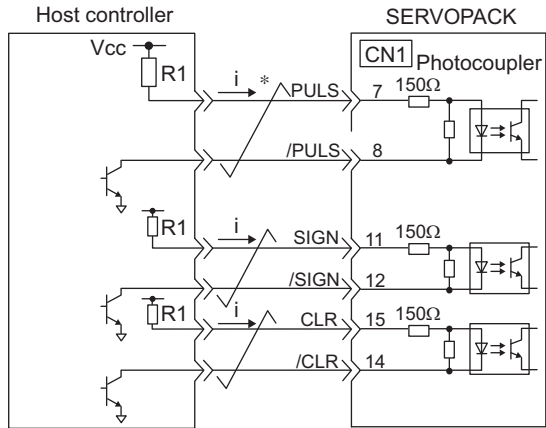 Host controller
SERVOPACK
Vcc
R1
i
*
PULS
7
CN1
Photocoupler
150Ω
/PULS
8
R1
i
SIGN
11
150Ω
/SIGN
12
R1
i
CLR
15
150Ω
/CLR
14